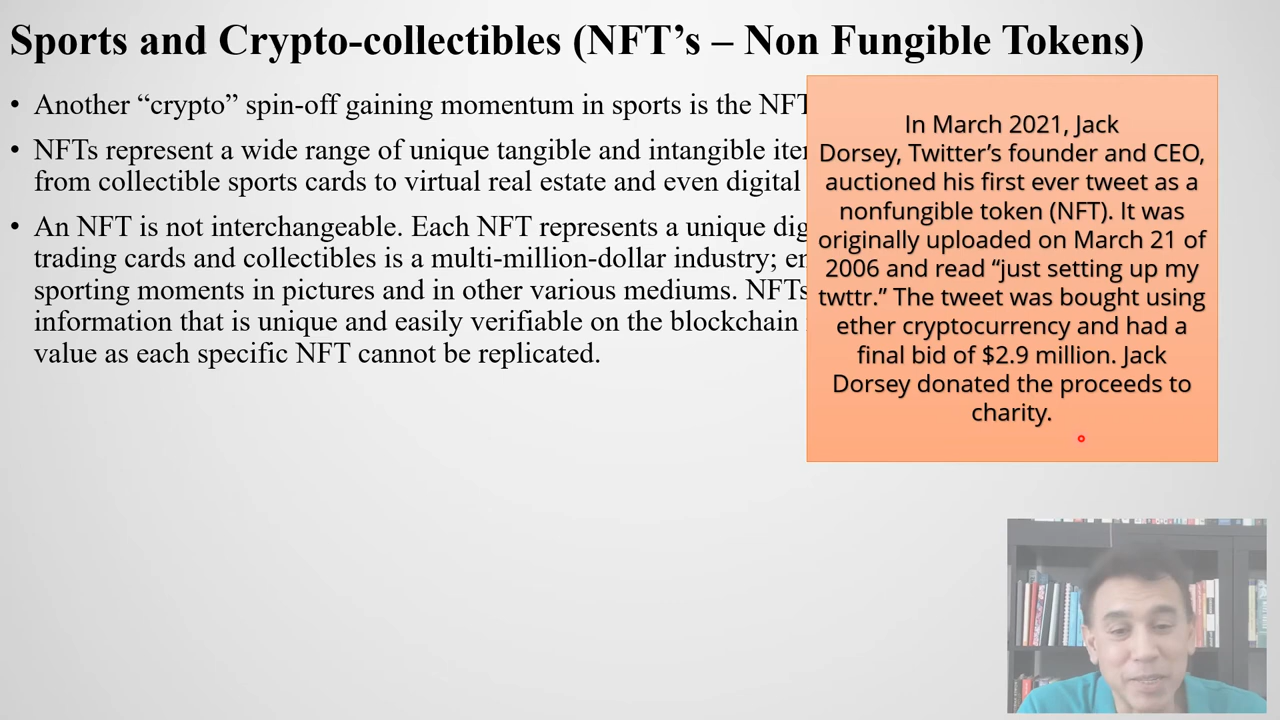 Sports and Crypto-collectibles (NFT’s – Non Fungible Tokens)
• Another “crypto” spin-off gaining momentum in sports is the NFT
• NFTs represent a wide range of unique tangible and intangible
from collectible sports cards to virtual real estate and even digital
• An NFT is not interchangeable. Each NFT represents a unique
trading cards and collectibles is a multi-million-dollar industry;
sporting moments in pictures and in other various mediums. NFTs
information that is unique and easily verifiable on the blockchain
value as each specific NFT cannot be replicated.
In March 2021, Jack
Dorsey, Twitter’s founder and CEO,
auctioned his first ever tweet as a
nonfungible token (NFT). It was
originally uploaded on March 21 of
2006 and read “just setting up my
twttr.” The tweet was bought using
ether cryptocurrency and had a
final bid of $2.9 million. Jack
Dorsey donated the proceeds to
charity.